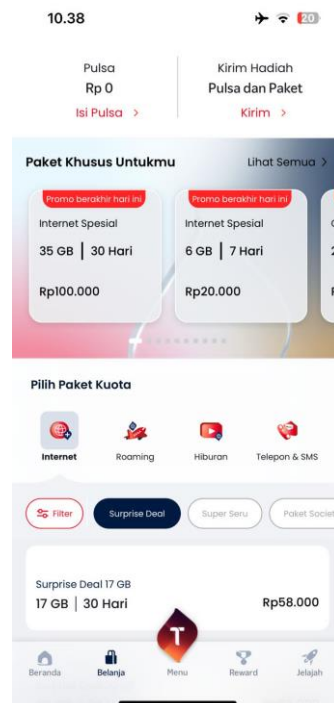 10.38
20
Pulsa
Rp 0
Isi Pulsa >
Kirim Hadiah
Pulsa dan Paket
Kirim >
Paket Khusus Untukmu
Lihat Semua >
Promo berakhir hari ini
Internet Spesial
35 GB | 30 Hari
Rp100.000
Promo berakhir hari ini
Internet Spesial
6 GB | 7 Hari
Rp20.000
Pilih Paket Kuota
Internet
Roaming
Hiburan
Telepon & SMS
Filter
Surprise Deal
Super Seru
Paket Societ
Surprise Deal 17 GB
17 GB | 30 Hari
Rp58.000
Beranda
Belanja
Menu
Reward
Jelajah